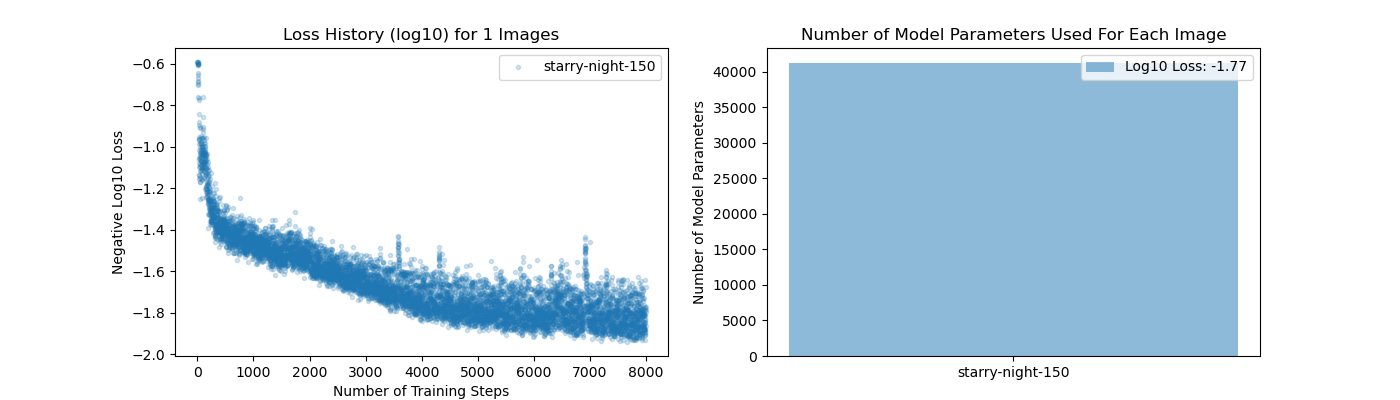 Loss History (log10) for 1 Images
starry-night-150
−0.6
−0.8
−1.0
−1.2
−1.4
−1.6
−1.8
−2.0
Negative Log10 Loss
0 1000 2000 3000 4000 5000 6000 7000 8000
Number of Training Steps
Number of Model Parameters Used For Each Image
Log10 Loss: -1.77
40000
35000
30000
25000
20000
15000
10000
5000
0
Number of Model Parameters
starry-night-150